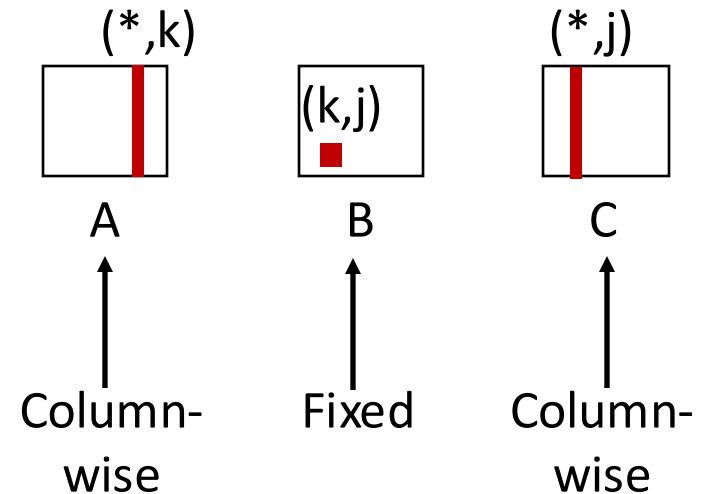 (*,k)
(*,j)
(k,j)
A
B
C
Column-
wise
Fixed
Column-
wise